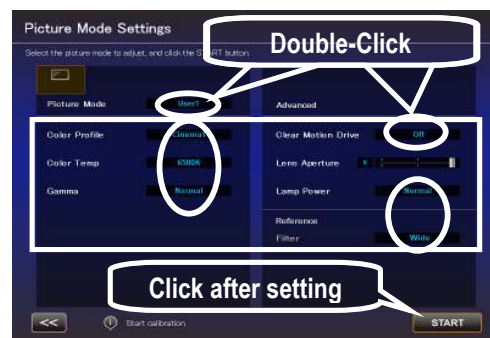 Picture Mode Settings
Select the picture mode to adjust, and click the START button.
Double-Click
Picture Mode
User1
Advanced
Color Profile
Cinema1
Clear Motion Drive
Off
Color Temp
6500K
Lens Aperture
0
Gamma
Normal
Lamp Power
Normal
Reference
Filter
Wide
Click after setting
<<
Start calibration
START